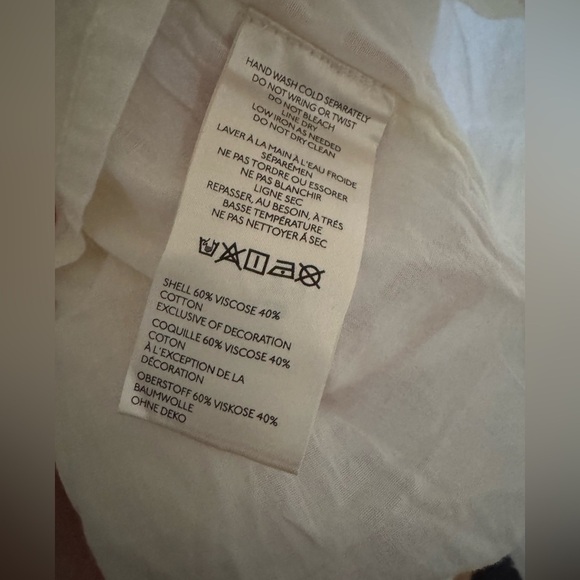 HAND WASH COLD SEPARATELY
DO NOT WRING OR TWIST
DO NOT BLEACH
LINE DRY
LOW IRON AS NEEDED
DO NOT DRY CLEAN
LAVER À LA MAIN À L'EAU FROIDE
SÉPARÉMEN
NE PAS TORDRE OU ESSORER
NE PAS BLANCHIR
LIGNE SEC
REPASSER, AU BESOIN, À TRÉS
BASSE TEMPÉRATURE
NE PAS NETTOYER Á SEC
SHELL 60% VISCOSE 40%
COTTON
EXCLUSIVE OF DECORATION
COQUILLE 60% VISCOSE 40%
COTON
À L'EXCEPTION DE LA
DÉCORATION
OBERSTOFF 60% VISKOSE 40%
BAUMWOLLE
OHNE DEKO